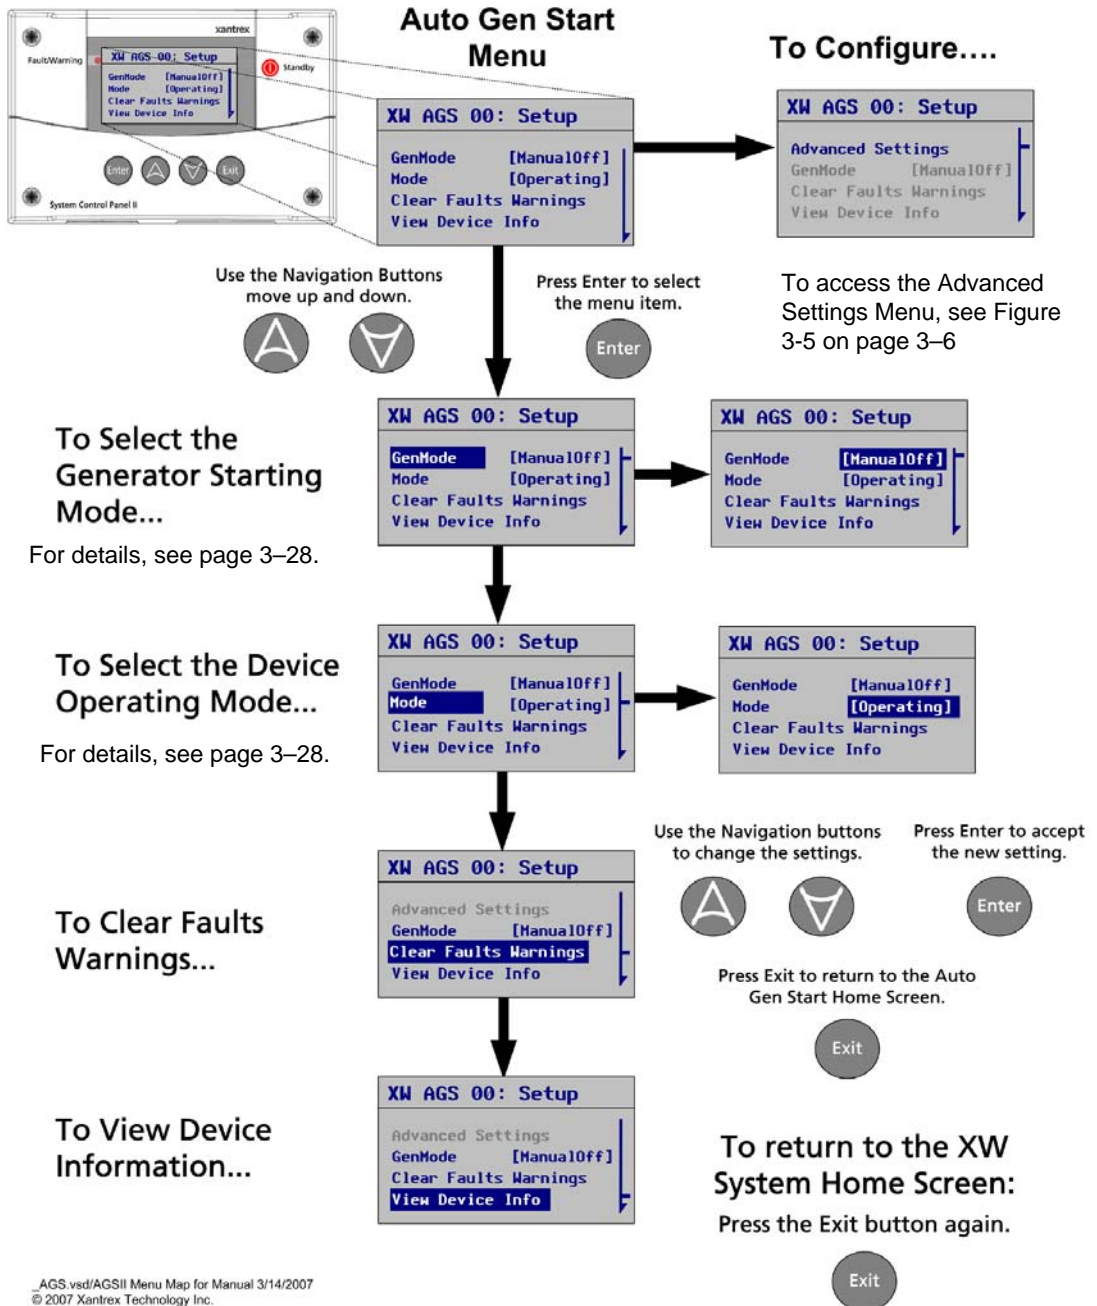 xantrex
Fault/Warning
XW AGS 00: Setup
GenMode [ManualOff]
Mode [Operating]
Clear Faults Warnings
View Device Info
Standby
Enter
Exit
System Control Panel II
Auto Gen Start
Menu
XW AGS 00: Setup
GenMode [ManualOff]
Mode [Operating]
Clear Faults Warnings
View Device Info
To Configure....
XW AGS 00: Setup
Advanced Settings
GenMode [ManualOff]
Clear Faults Warnings
View Device Info
To access the Advanced
Settings Menu, see Figure
3-5 on page 3–6
Use the Navigation Buttons
move up and down.
Press Enter to select
the menu item.
Enter
To Select the
Generator Starting
Mode...
For details, see page 3–28.
XW AGS 00: Setup
GenMode [ManualOff]
Mode [Operating]
Clear Faults Warnings
View Device Info
XW AGS 00: Setup
GenMode [ManualOff]
Mode [Operating]
Clear Faults Warnings
View Device Info
To Select the Device
Operating Mode...
For details, see page 3–28.
XW AGS 00: Setup
GenMode [ManualOff]
Mode [Operating]
Clear Faults Warnings
View Device Info
XW AGS 00: Setup
GenMode [ManualOff]
Mode [Operating]
Clear Faults Warnings
View Device Info
Use the Navigation buttons
to change the settings.
Press Enter to accept
the new setting.
Enter
Press Exit to return to the Auto
Gen Start Home Screen.
Exit
To Clear Faults
Warnings...
XW AGS 00: Setup
Advanced Settings
GenMode [ManualOff]
Clear Faults Warnings
View Device Info
To View Device
Information...
XW AGS 00: Setup
Advanced Settings
GenMode [ManualOff]
Clear Faults Warnings
View Device Info
To return to the XW
System Home Screen:
Press the Exit button again.
Exit
_AGS.vsd/AGSII Menu Map for Manual 3/14/2007
© 2007 Xantrex Technology Inc.